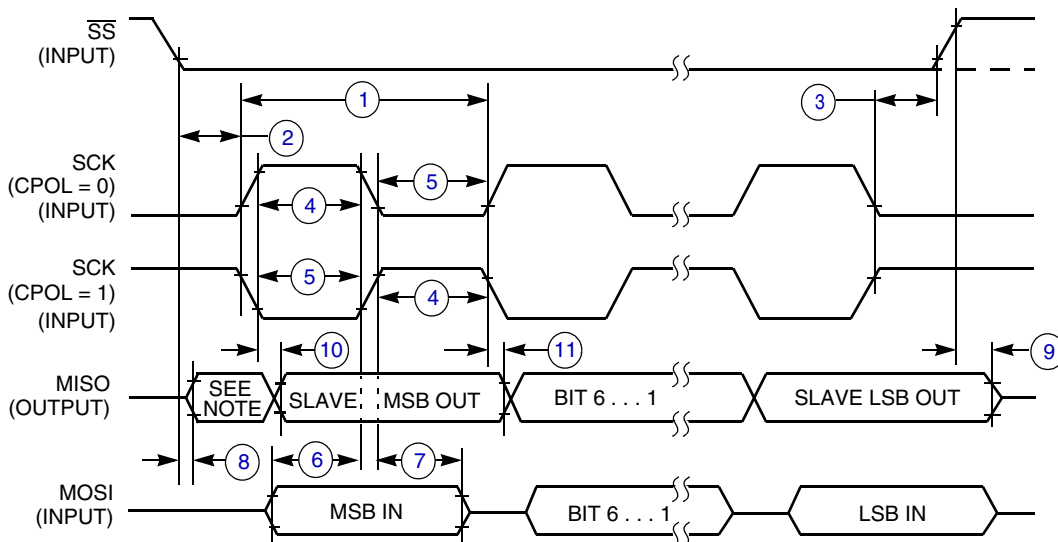 SS
(INPUT)
1
3
2
SCK
(CPOL = 0)
(INPUT)
5
4
SCK
(CPOL = 1)
(INPUT)
5
4
10
11
9
MISO
(OUTPUT)
SEE
NOTE
SLAVE
MSB OUT
BIT 6 . . . 1
SLAVE LSB OUT
8
6
7
MOSI
(INPUT)
MSB IN
BIT 6 . . . 1
LSB IN